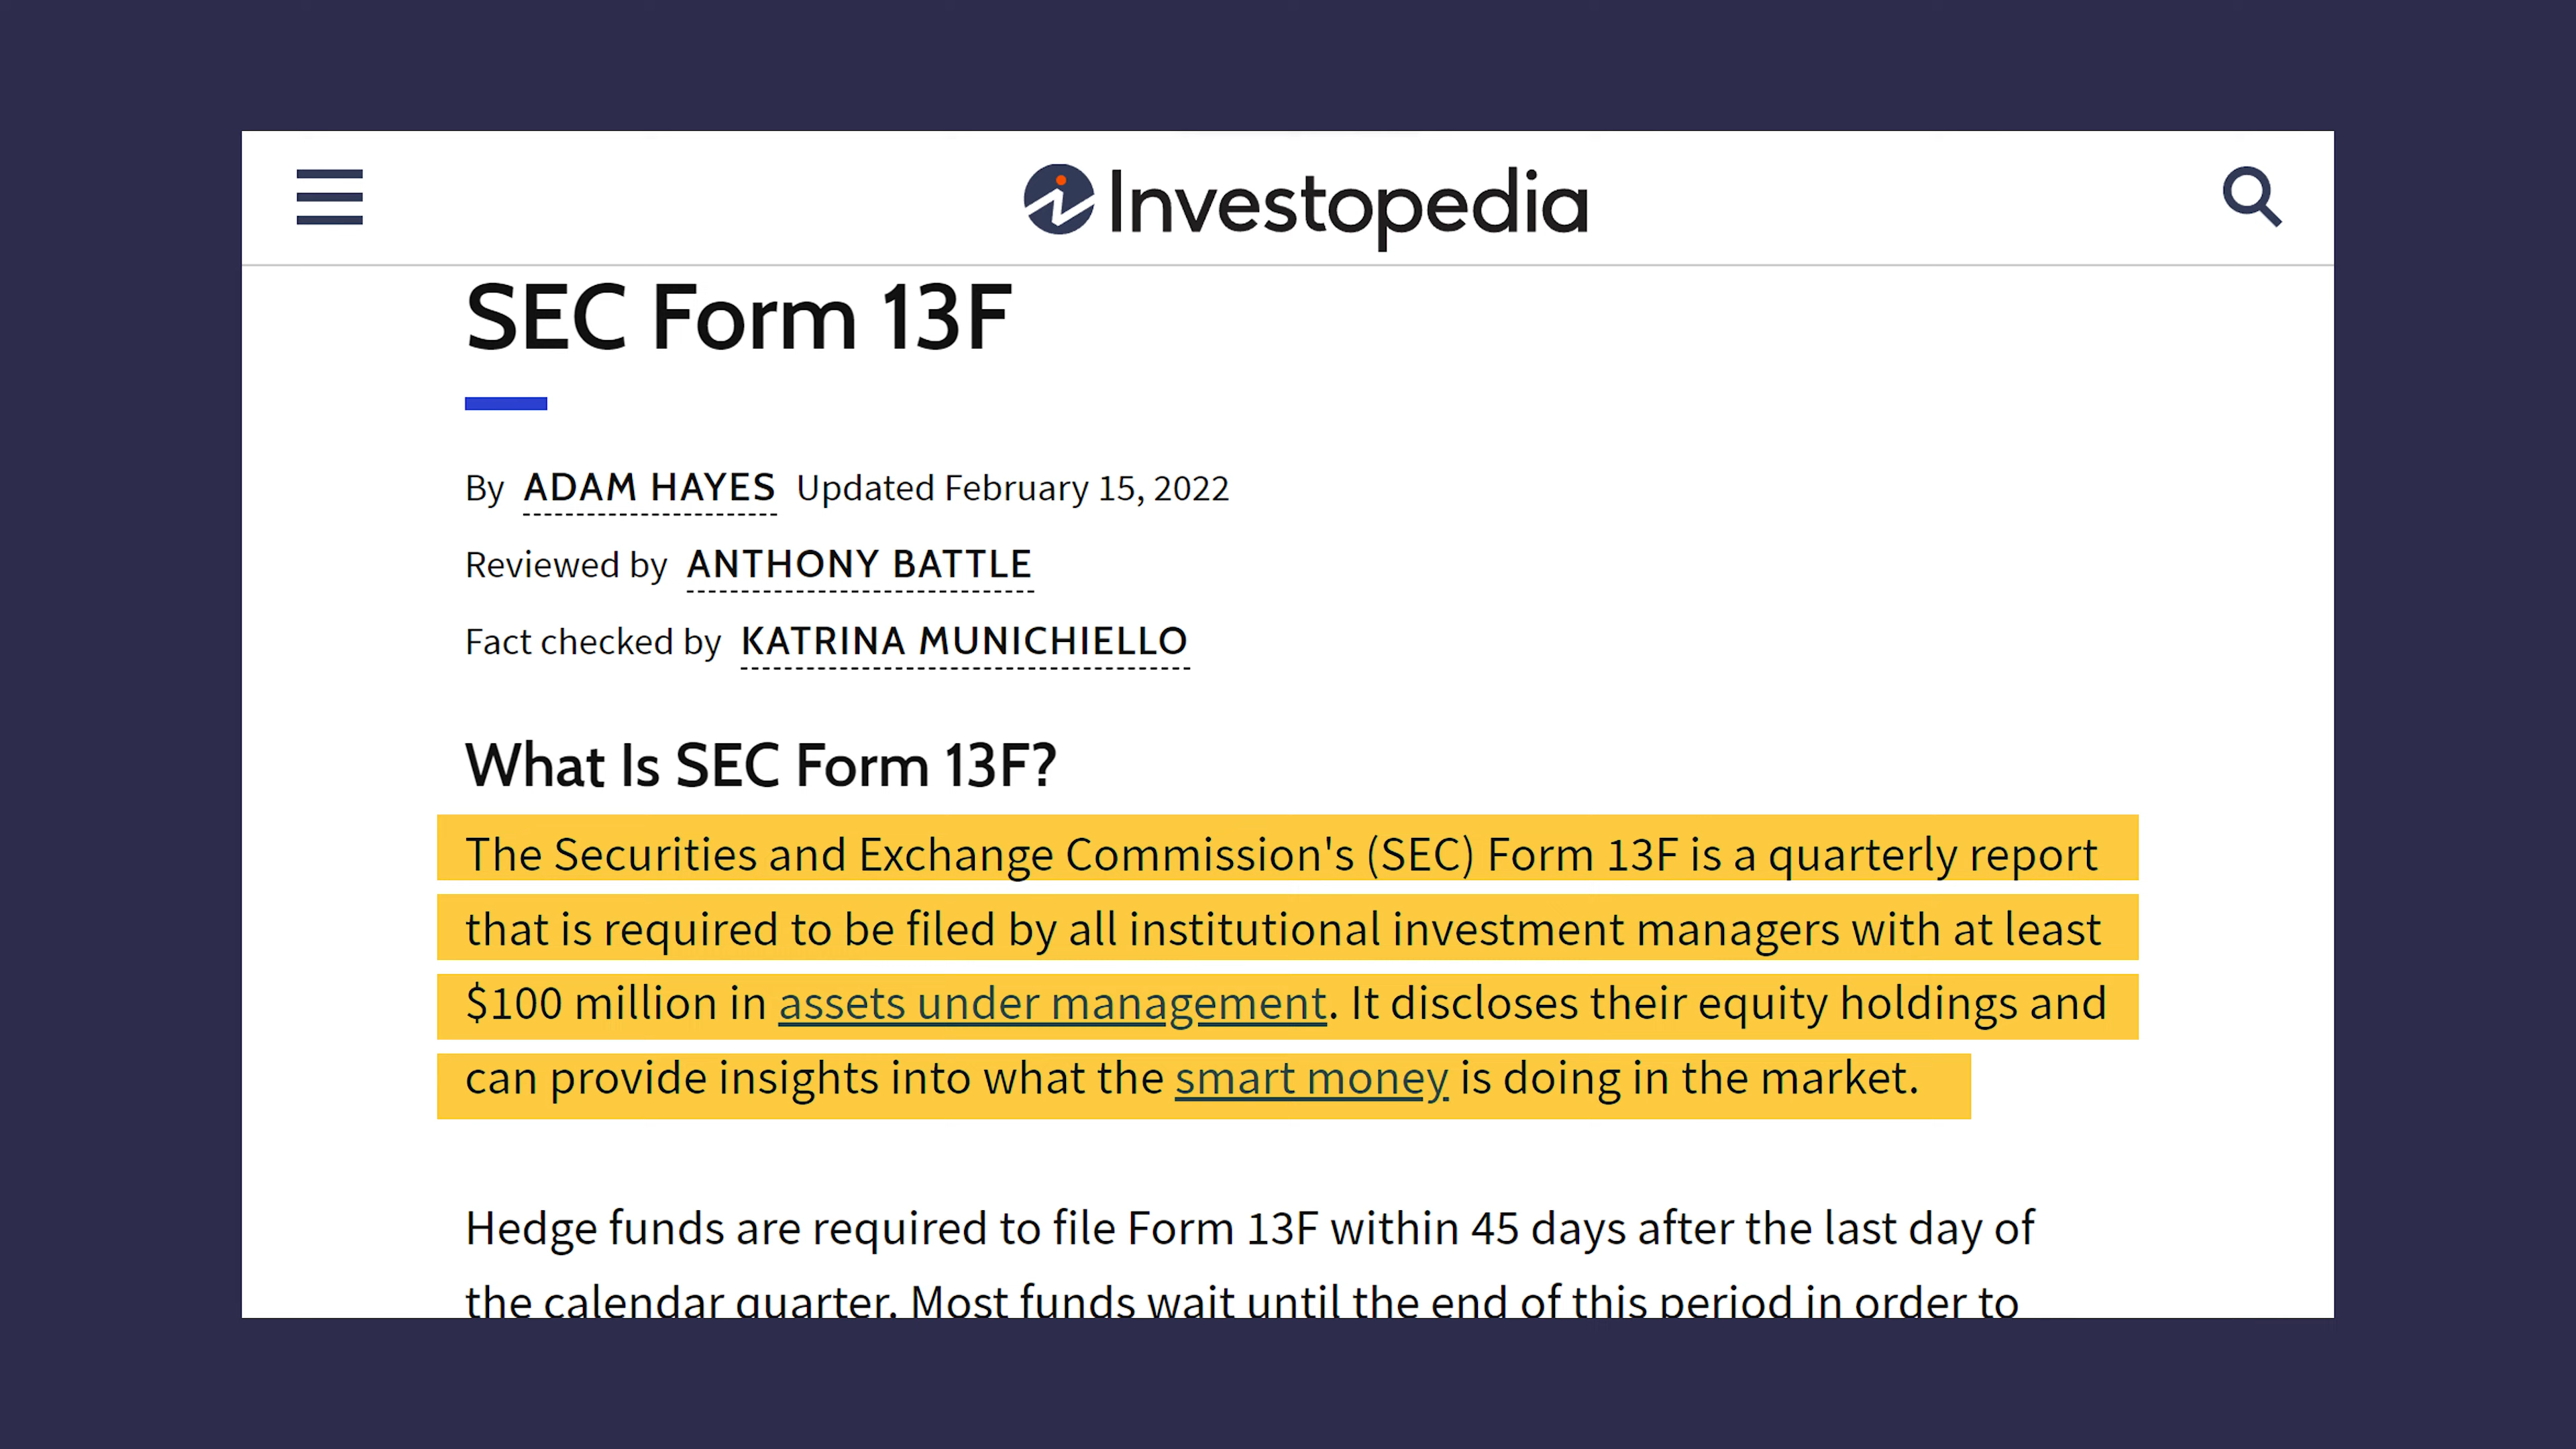 Investopedia
SEC Form 13F
By ADAM HAYES Updated February 15, 2022
Reviewed by ANTHONY BATTLE
Fact checked by KATRINA MUNICHIELLO
What Is SEC Form 13F?
The Securities and Exchange Commission's (SEC) Form 13F is a quarterly report
that is required to be filed by all institutional investment managers with at least
$100 million in assets under management. It discloses their equity holdings and
can provide insights into what the smart money is doing in the market.
Hedge funds are required to file Form 13F within 45 days after the last day of
the calendar quarter. Most funds wait until the end of this period in order to